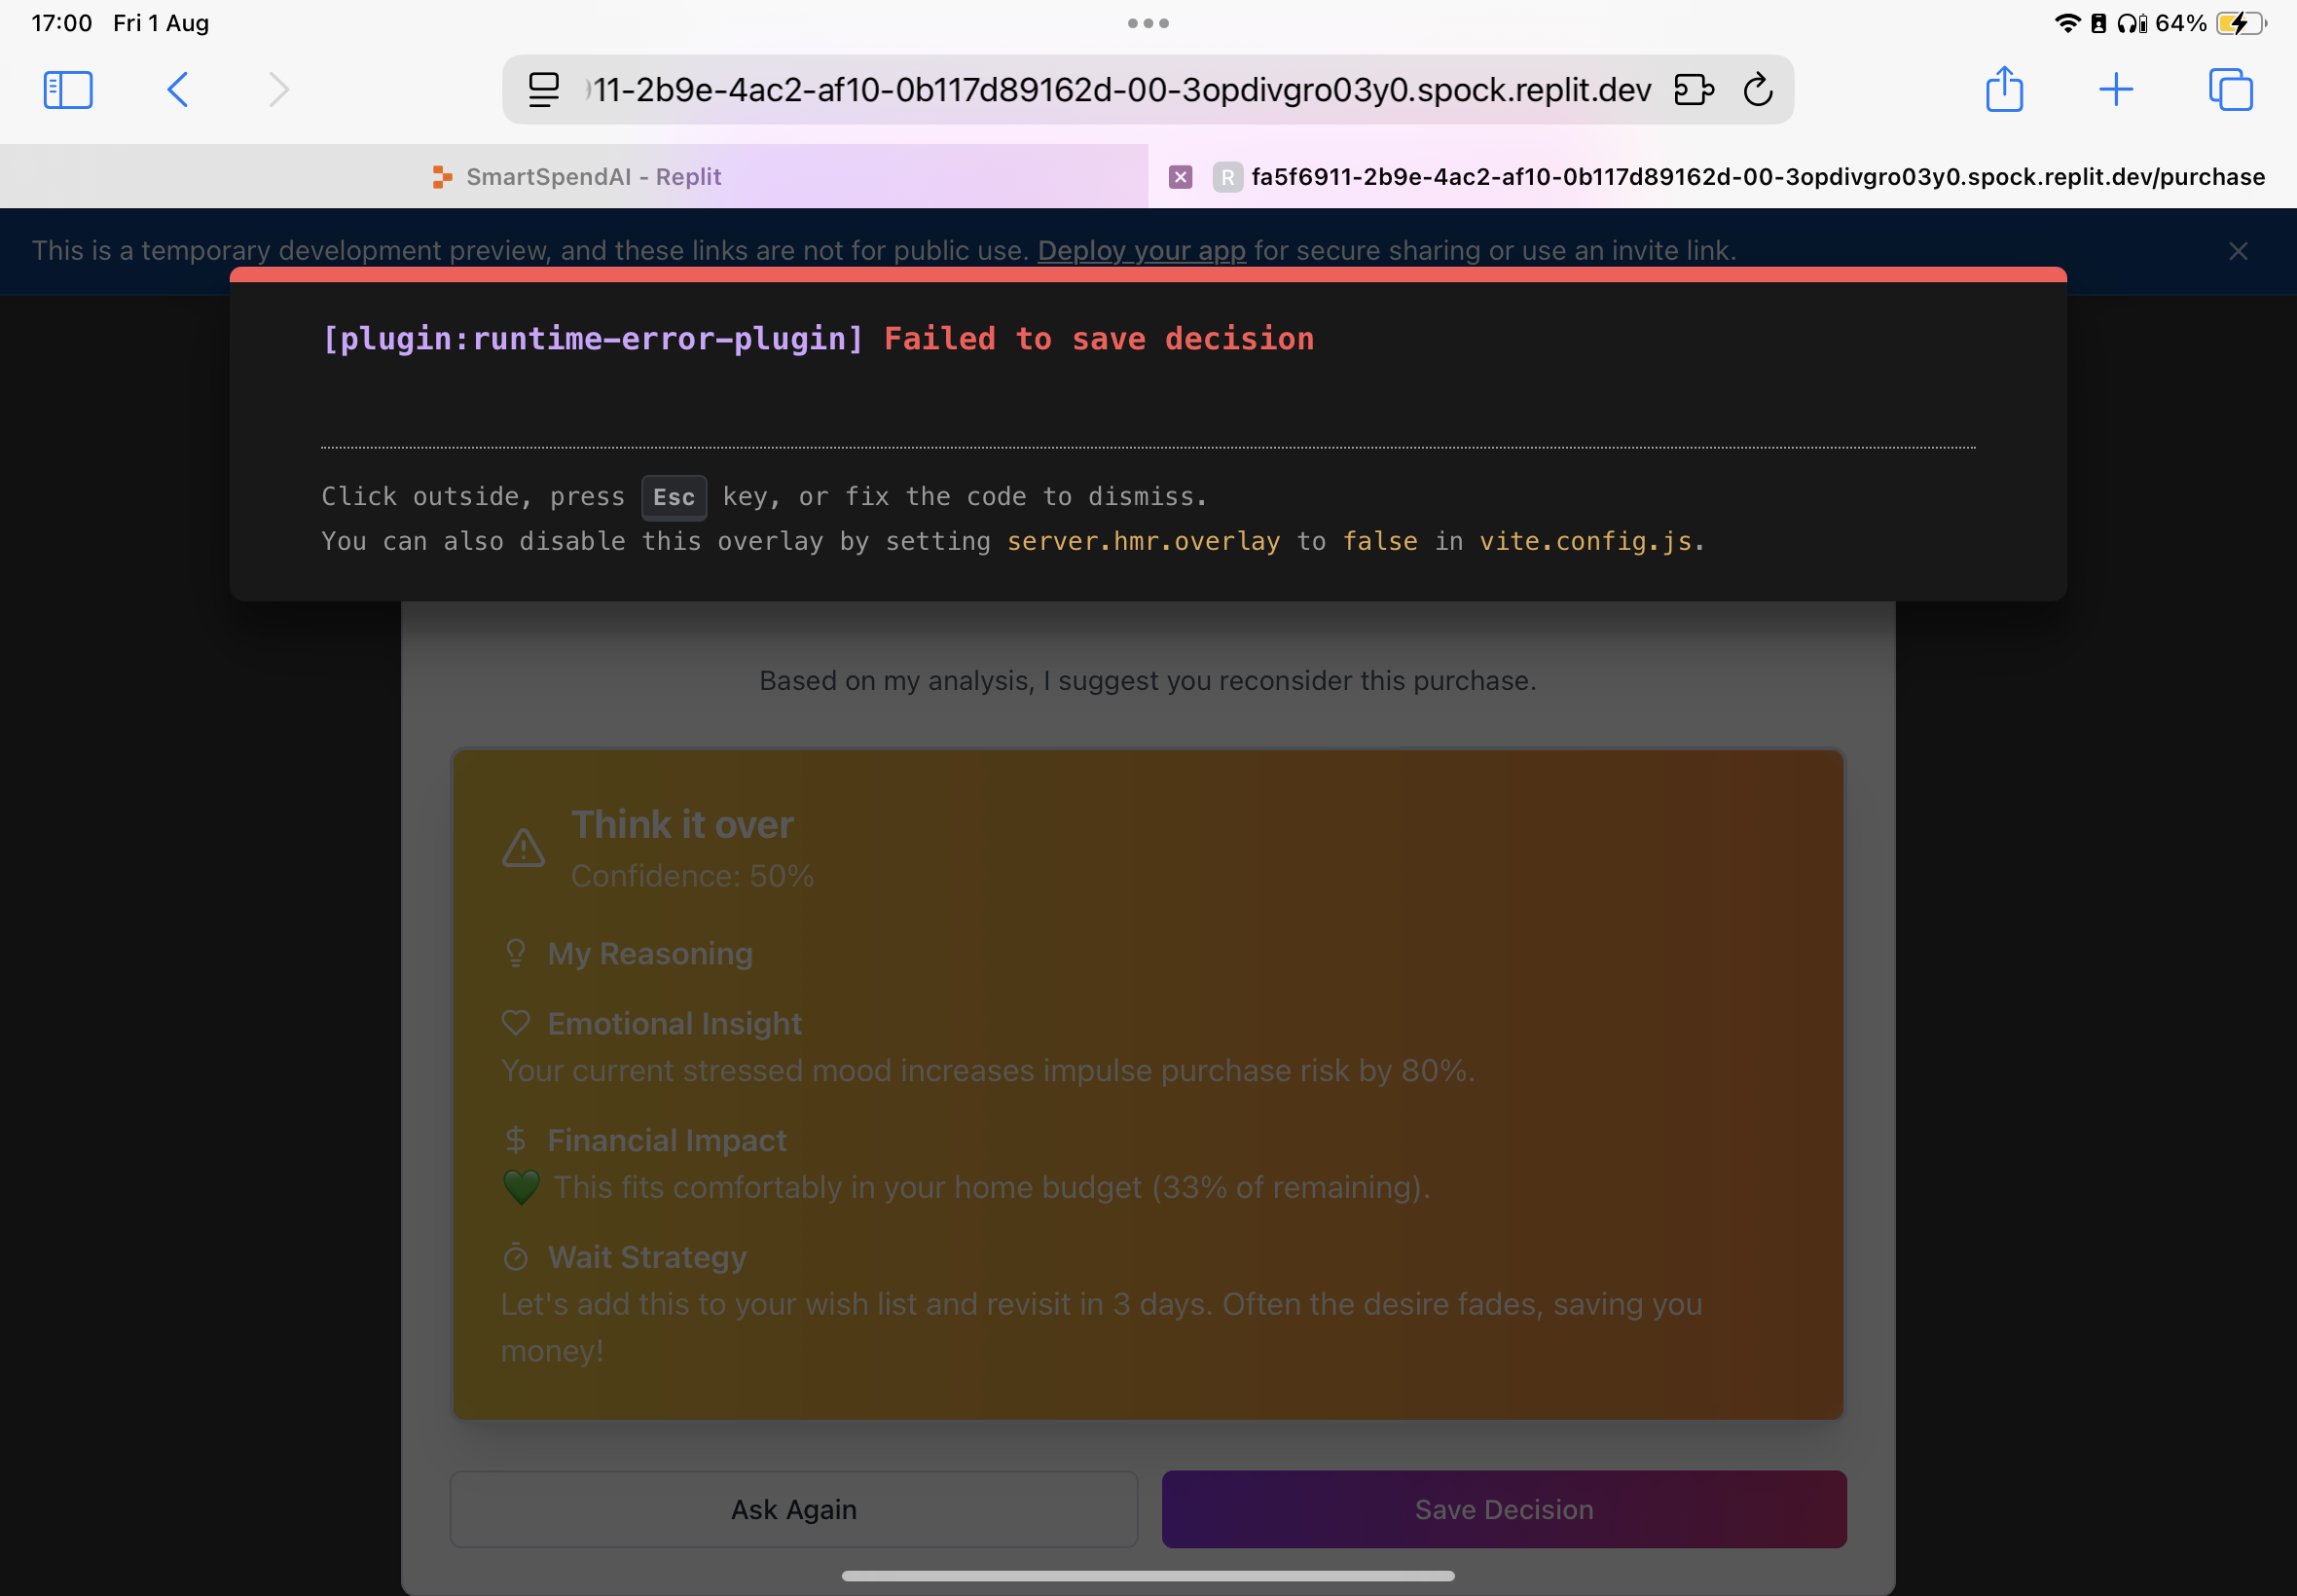 17:00 Fri 1 Aug
64%
11-2b9e-4ac2-af10-0b117d89162d-00-3opdivgro03y0.spock.replit.dev
SmartSpendAI - Replit
R fa5f6911-2b9e-4ac2-af10-0b117d89162d-00-3opdivgro03y0.spock.replit.dev/purchase
This is a temporary development preview, and these links are not for public use. Deploy your app for secure sharing or use an invite link.
[plugin:runtime-error-plugin] Failed to save decision
Click outside, press Esc key, or fix the code to dismiss.
You can also disable this overlay by setting server.hmr.overlay to false in vite.config.js.
Based on my analysis, I suggest you reconsider this purchase.
Think it over
Confidence: 50%
My Reasoning
Emotional Insight
Your current stressed mood increases impulse purchase risk by 80%.
Financial Impact
💚 This fits comfortably in your home budget (33% of remaining).
Wait Strategy
Let's add this to your wish list and revisit in 3 days. Often the desire fades, saving you
money!
Ask Again
Save Decision